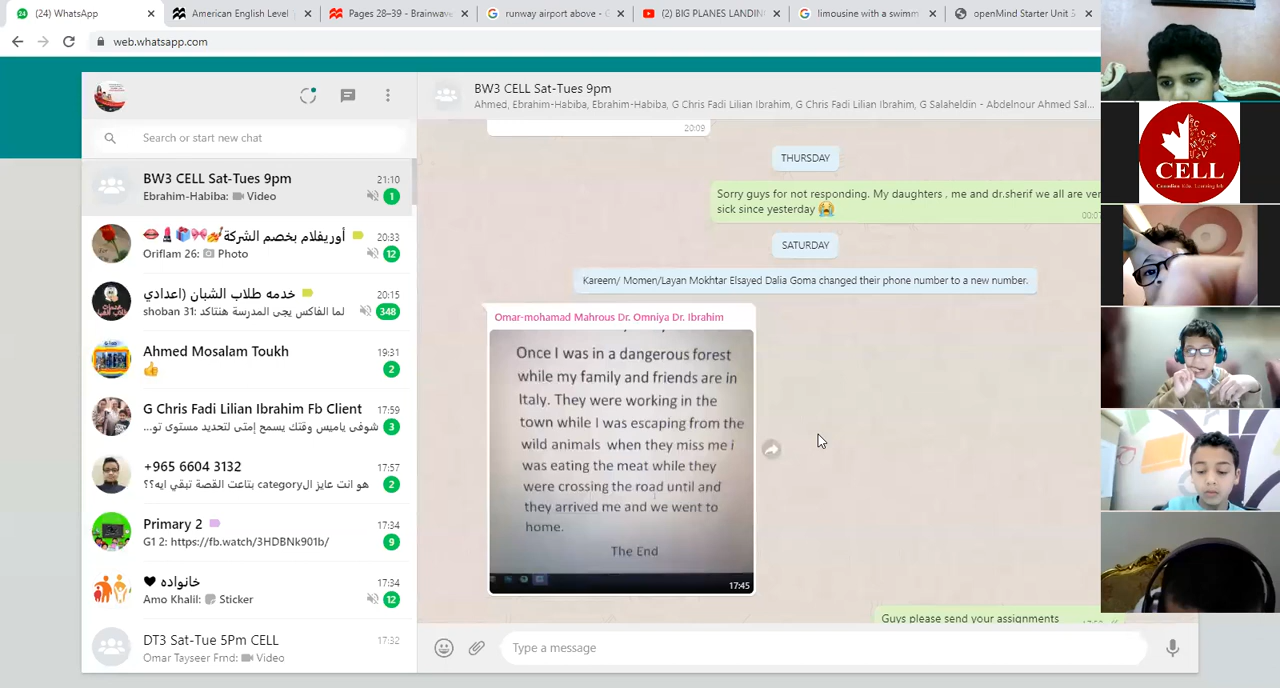 (24) WhatsApp
American English Level
Pages 28–39 - Brainwave
runway airport above - G
(2) BIG PLANES LANDIN
limousine with a swimm
openMind Starter Unit 3
web.whatsapp.com
Search or start new chat
BW3 CELL Sat-Tues 9pm
21:10
Ebrahim-Habiba: Video
1
أوريفلام بخصم الشركة
20:33
Oriflam 26: Photo
12
خدمه طلاب الشبان (اعدادي
20:15
shoban 31: لما الفاكس يجى المدرسة هنتاكد
348
Ahmed Mosalam Toukh
19:31
👍
2
G Chris Fadi Lilian Ibrahim Fb Client
17:59
شوفى ياميس وقتك يسمح إمتى لتحديد مستوى تو...
3
+965 6604 3132
17:57
هو انت عايز الcategory بتاعت القصة تبقي ايه؟؟
2
Primary 2
17:34
G1 2: https://fb.watch/3HDBNk901b/
9
خانواده ♥
17:34
Amo Khalil: Sticker
12
DT3 Sat-Tue 5Pm CELL
17:32
Omar Tayseer Frnd: Video
BW3 CELL Sat-Tues 9pm
Ahmed, Ebrahim-Habiba, Ebrahim-Habiba, G Chris Fadi Lilian Ibrahim, G Chris Fadi Lilian Ibrahim, G Salaheldin - Abdelnour Ahmed Sal...
20:09
THURSDAY
Sorry guys for not responding. My daughters , me and dr.sherif we all are ver
sick since yesterday 😭
SATURDAY
Kareem/ Momen/Layan Mokhtar Elsayed Dalia Goma changed their phone number to a new number.
Omar-mohamad Mahrous Dr. Omniya Dr. Ibrahim
Once I was in a dangerous forest
while my family and friends are in
Italy. They were working in the
town while I was escaping from the
wild animals when they miss me i
was eating the meat while they
were crossing the road until and
they arrived me and we went to
home.
The End
17:45
Guys please send your assignments
Type a message
CELL